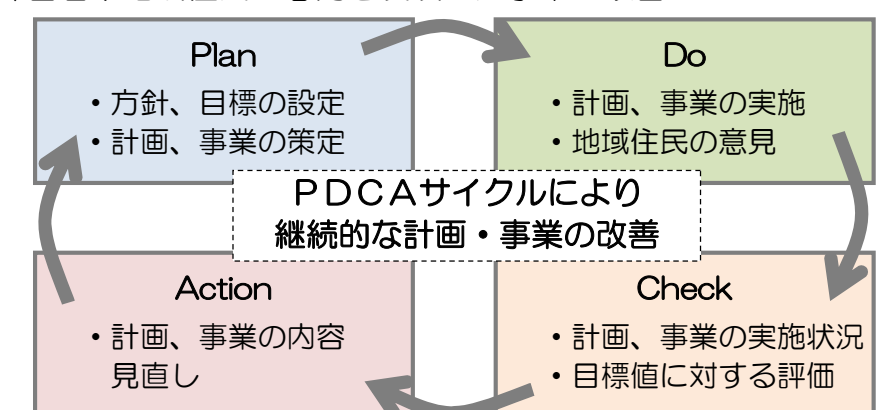 Plan
・方針、目標の設定
・計画、事業の策定
Do
・計画、事業の実施
・地域住民の意見
ＰＤＣＡサイクルにより
継続的な計画・事業の改善
Action
・計画、事業の内容
見直し
Check
・計画、事業の実施状況
・目標値に対する評価